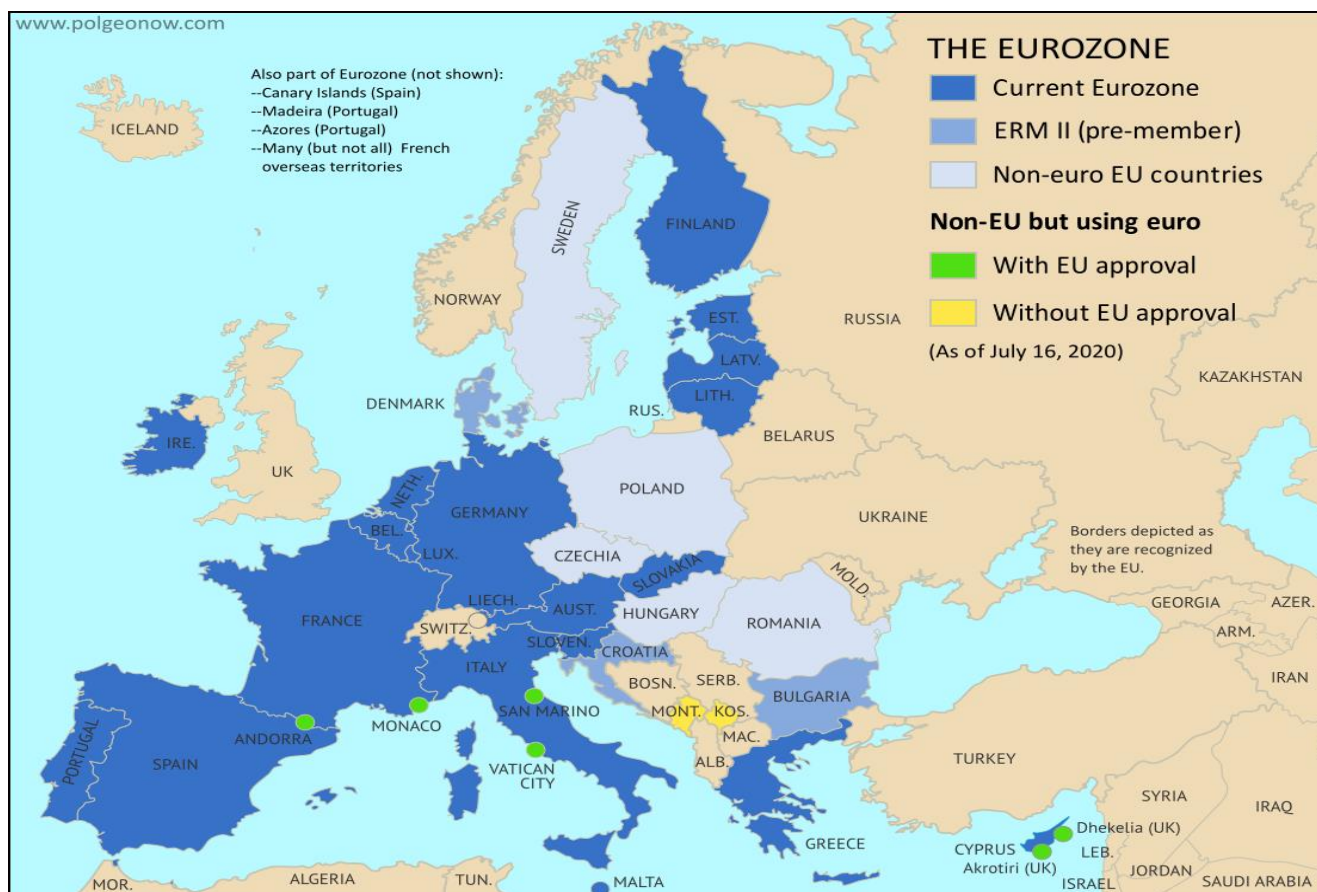 www.polgeonow.com
THE EUROZONE
Current Eurozone
ERM II (pre-member)
Non-euro EU countries
Non-EU but using euro
With EU approval
Without EU approval
(As of July 16, 2020)
Also part of Eurozone (not shown):
--Canary Islands (Spain)
--Madeira (Portugal)
--Azores (Portugal)
--Many (but not all) French
overseas territories
ICELAND
SWEDEN
FINLAND
NORWAY
RUSSIA
EST.
LATV.
LITH.
KAZAKHSTAN
DENMARK
RUS.
BELARUS
IRE.
UK
NETH.
POLAND
GERMANY
UKRAINE
BEL.
LUX.
CZECHIA
Borders depicted as
they are recognized
by the EU.
SLOVAKIA
MOLD.
LIECH.
AUST.
HUNGARY
FRANCE
SWITZ.
ROMANIA
GEORGIA
AZER.
ARM.
SLOVEN.
CROATIA
ITALY
BOSN.
SERB.
BULGARIA
IRAN
SAN MARINO
MONT.
KOS.
MONACO
ANDORRA
MAC.
PORTUGAL
SPAIN
VATICAN
CITY
ALB.
TURKEY
SYRIA
IRAQ
GREECE
CYPRUS
Dhekelia (UK)
Akrotiri (UK)
LEB.
JORDAN
ISRAEL
SAUDI ARABIA
MOR.
ALGERIA
TUN.
MALTA